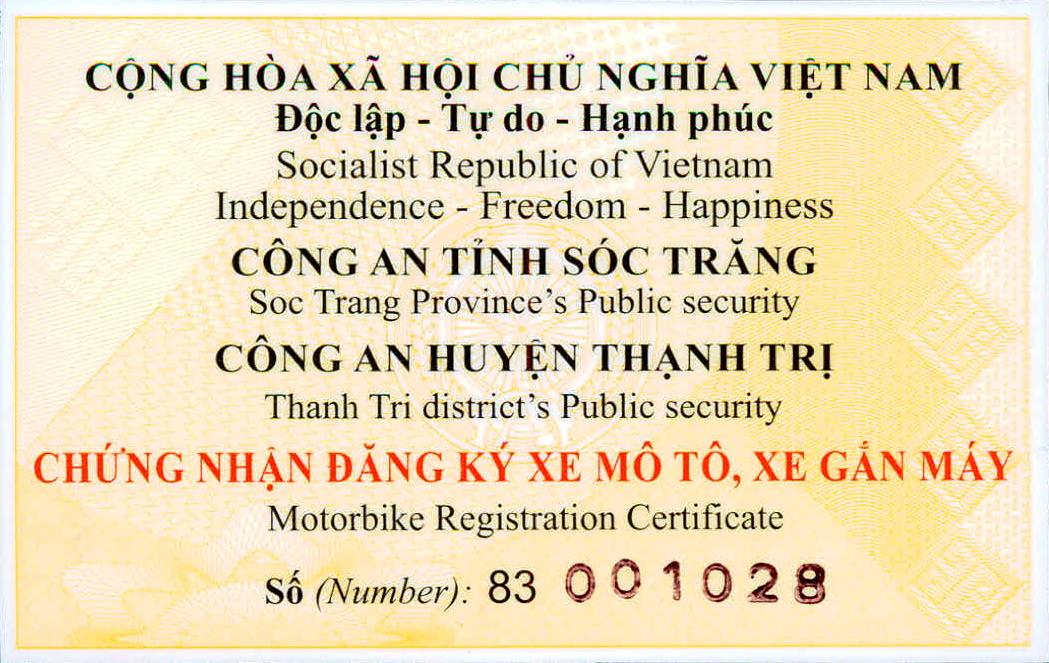 CỘNG HÒA XÃ HỘI CHỦ NGHĨA VIỆT NAM
Độc lập - Tự do - Hạnh phúc
Socialist Republic of Vietnam
Independence - Freedom - Happiness
CÔNG AN TỈNH SÓC TRĂNG
Soc Trang Province's Public security
CÔNG AN HUYỆN THẠNH TRỊ
Thanh Tri district's Public security
CHỨNG NHẬN ĐĂNG KÝ XE MÔ TÔ, XE GẮN MÁY
Motorbike Registration Certificate
Số (Number): 83 001028